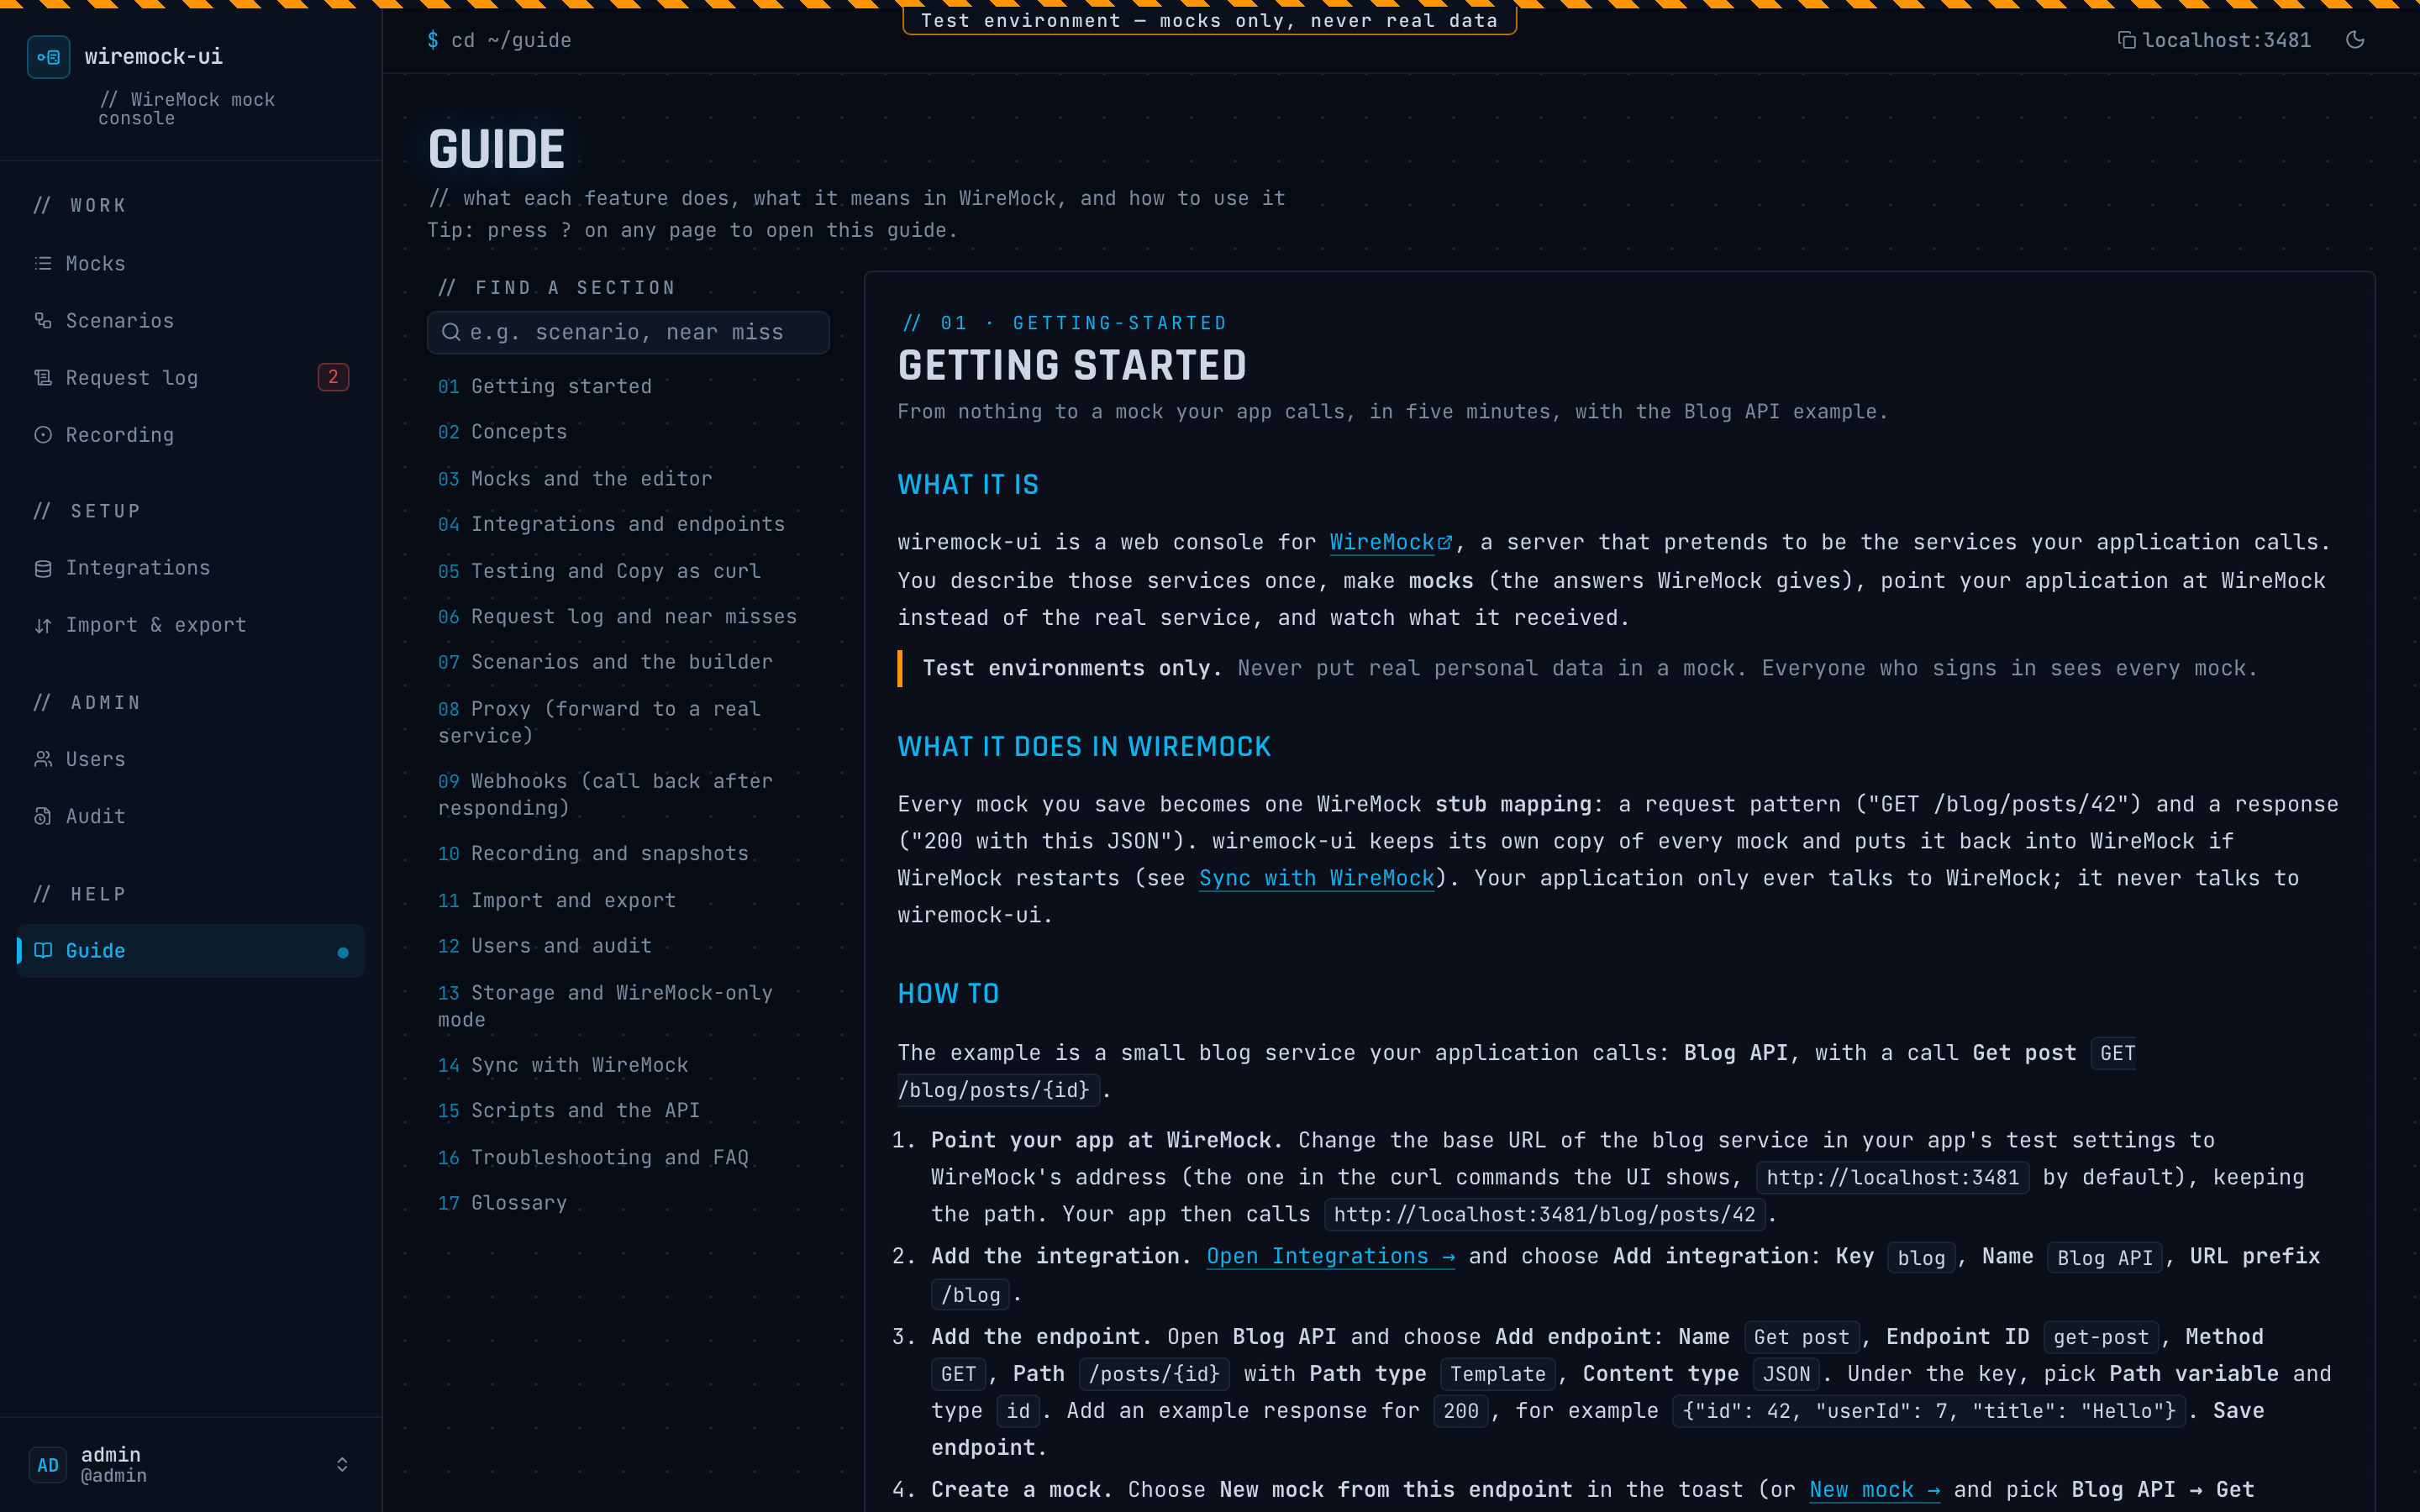 Test environment — mocks only, never real data
wiremock-ui
// WireMock mock
console
$ cd ~/guide
localhost:3481
// WORK
Mocks
Scenarios
Request log 2
Recording
// SETUP
Integrations
Import & export
// ADMIN
Users
Audit
// HELP
Guide
AD
admin
@admin
GUIDE
// what each feature does, what it means in WireMock, and how to use it
Tip: press ? on any page to open this guide.
// FIND A SECTION
e.g. scenario, near miss
01 Getting started
02 Concepts
03 Mocks and the editor
04 Integrations and endpoints
05 Testing and Copy as curl
06 Request log and near misses
07 Scenarios and the builder
08 Proxy (forward to a real
service)
09 Webhooks (call back after
responding)
10 Recording and snapshots
11 Import and export
12 Users and audit
13 Storage and WireMock-only
mode
14 Sync with WireMock
15 Scripts and the API
16 Troubleshooting and FAQ
17 Glossary
// 01 · GETTING-STARTED
GETTING STARTED
From nothing to a mock your app calls, in five minutes, with the Blog API example.
WHAT IT IS
wiremock-ui is a web console for WireMock, a server that pretends to be the services your application calls.
You describe those services once, make mocks (the answers WireMock gives), point your application at WireMock
instead of the real service, and watch what it received.
Test environments only. Never put real personal data in a mock. Everyone who signs in sees every mock.
WHAT IT DOES IN WIREMOCK
Every mock you save becomes one WireMock stub mapping: a request pattern ("GET /blog/posts/42") and a response
("200 with this JSON"). wiremock-ui keeps its own copy of every mock and puts it back into WireMock if
WireMock restarts (see Sync with WireMock). Your application only ever talks to WireMock; it never talks to
wiremock-ui.
HOW TO
The example is a small blog service your application calls: Blog API, with a call Get post GET
/blog/posts/{id}.
1. Point your app at WireMock. Change the base URL of the blog service in your app's test settings to
WireMock's address (the one in the curl commands the UI shows, http://localhost:3481 by default), keeping
the path. Your app then calls http://localhost:3481/blog/posts/42.
2. Add the integration. Open Integrations → and choose Add integration: Key blog, Name Blog API, URL prefix
/blog.
3. Add the endpoint. Open Blog API and choose Add endpoint: Name Get post, Endpoint ID get-post, Method
GET, Path /posts/{id} with Path type Template, Content type JSON. Under the key, pick Path variable and
type id. Add an example response for 200, for example {"id": 42, "userId": 7, "title": "Hello"}. Save
endpoint.
4. Create a mock. Choose New mock from this endpoint in the toast (or New mock → and pick Blog API → Get